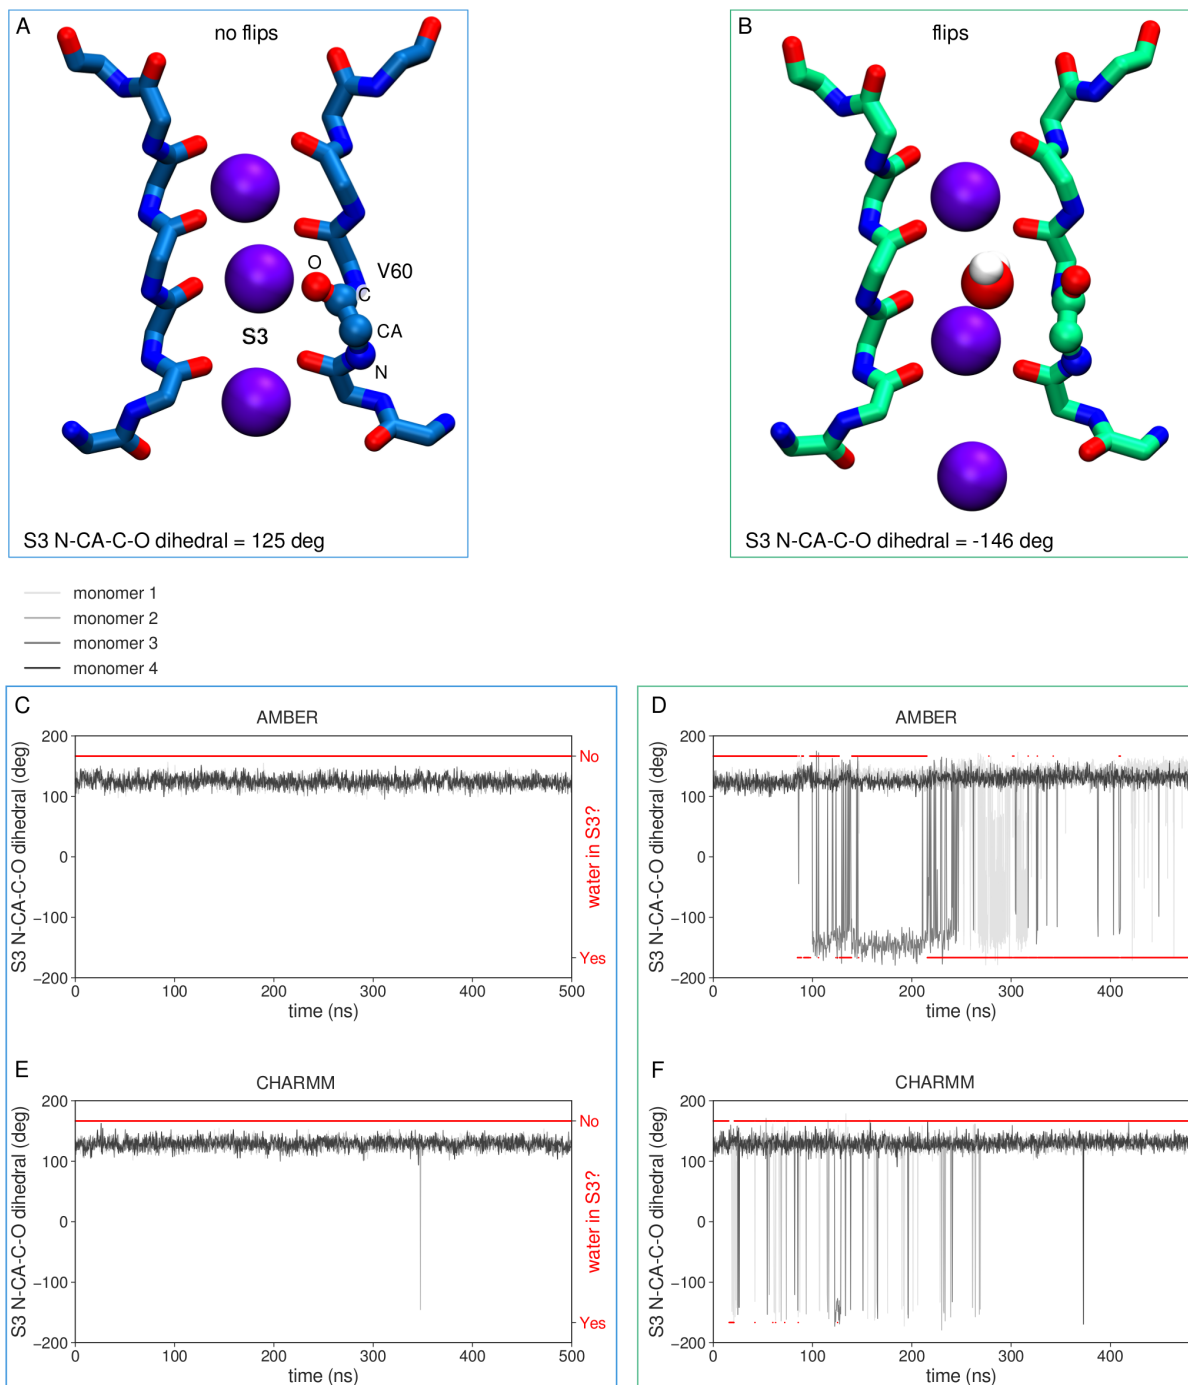 A
no flips
O
V60
C
CA
S3
N
S3 N-CA-C-O dihedral = 125 deg
B
flips
S3 N-CA-C-O dihedral = -146 deg
monomer 1
monomer 2
monomer 3
monomer 4
C
AMBER
S3 N-CA-C-O dihedral (deg)
200
100
0
−100
−200
0
100
200
300
400
500
time (ns)
No
water in S3?
Yes
D
AMBER
S3 N-CA-C-O dihedral (deg)
200
100
0
−100
−200
0
100
200
300
400
time (ns)
E
CHARMM
S3 N-CA-C-O dihedral (deg)
200
100
0
−100
−200
0
100
200
300
400
500
time (ns)
No
water in S3?
Yes
F
CHARMM
S3 N-CA-C-O dihedral (deg)
200
100
0
−100
−200
0
100
200
300
400
time (ns)